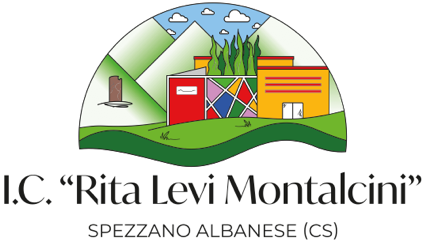 I.C. “Rita Levi Montalcini”
SPEZZANO ALBANESE (CS)